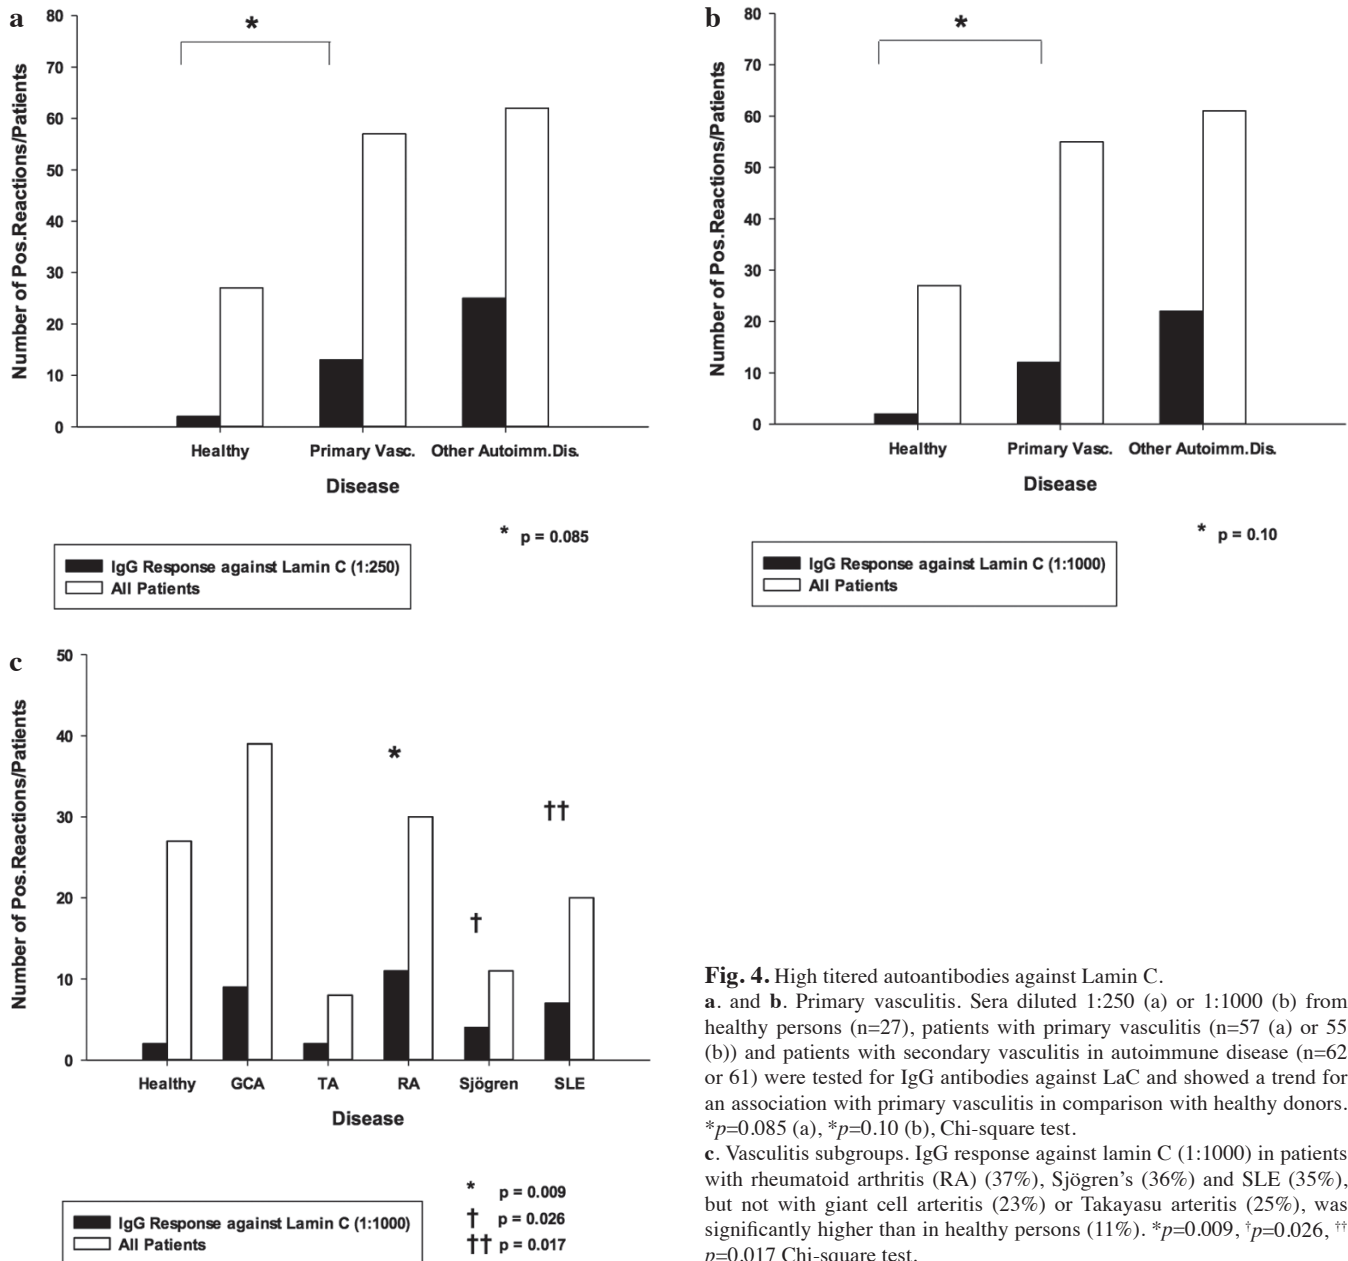 a
80
70
60
50
40
30
20
10
0
Number of Pos.Reactions/Patients
*
Healthy
Primary Vasc.
Other Autoimm.Dis.
Disease
* p = 0.085
IgG Response against Lamin C (1:250)
All Patients
b
80
70
60
50
40
30
20
10
0
Number of Pos.Reactions/Patients
*
Healthy
Primary Vasc.
Other Autoimm.Dis.
Disease
* p = 0.10
IgG Response against Lamin C (1:1000)
All Patients
c
50
40
30
20
10
0
Number of Pos.Reactions/Patients
*
†
††
Healthy
GCA
TA
RA
Sjögren
SLE
Disease
* p = 0.009
† p = 0.026
†† p = 0.017
IgG Response against Lamin C (1:1000)
All Patients
Fig. 4. High titered autoantibodies against Lamin C.
a. and b. Primary vasculitis. Sera diluted 1:250 (a) or 1:1000 (b) from
healthy persons (n=27), patients with primary vasculitis (n=57 (a) or 55
(b)) and patients with secondary vasculitis in autoimmune disease (n=62
or 61) were tested for IgG antibodies against LaC and showed a trend for
an association with primary vasculitis in comparison with healthy donors.
*p=0.085 (a), *p=0.10 (b), Chi-square test.
c. Vasculitis subgroups. IgG response against lamin C (1:1000) in patients
with rheumatoid arthritis (RA) (37%), Sjögren's (36%) and SLE (35%),
but not with giant cell arteritis (23%) or Takayasu arteritis (25%), was
significantly higher than in healthy persons (11%). *p=0.009, †p=0.026, ††
p=0.017 Chi-square test.